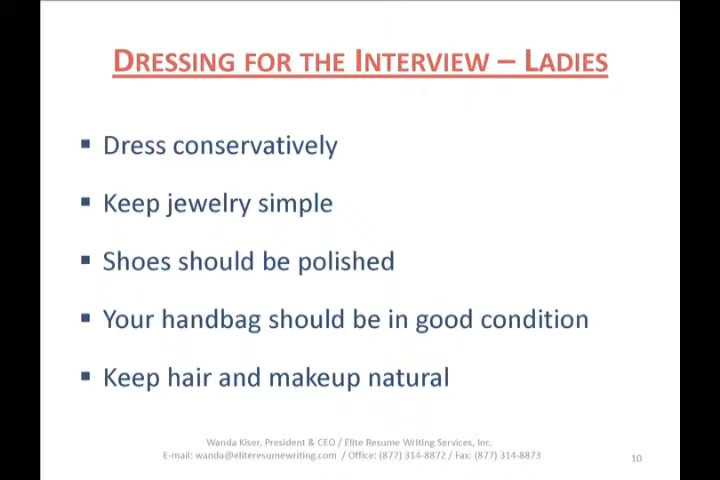 DRESSING FOR THE INTERVIEW – LADIES
▪ Dress conservatively
▪ Keep jewelry simple
▪ Shoes should be polished
▪ Your handbag should be in good condition
▪ Keep hair and makeup natural
Wanda Kiser, President & CEO / Elite Resume Writing Services, Inc.
E-mail: wanda@eliteresumewriting.com / Office: (877) 314-8872 / Fax: (877) 314-8873
10